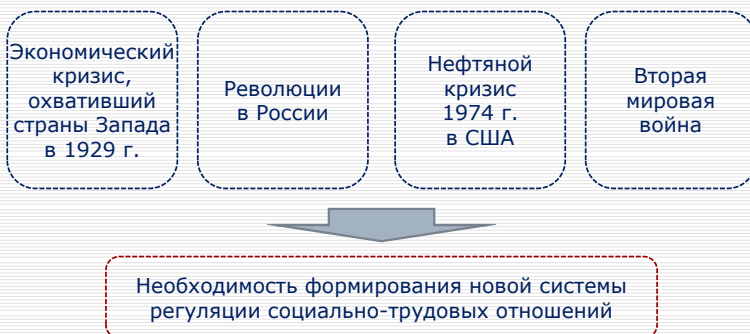 Экономический
кризис,
охвативший
страны Запада
в 1929 г.
Революции
в России
Нефтяной
кризис
1974 г.
в США
Вторая
мировая
война
Необходимость формирования новой системы
регуляции социально-трудовых отношений